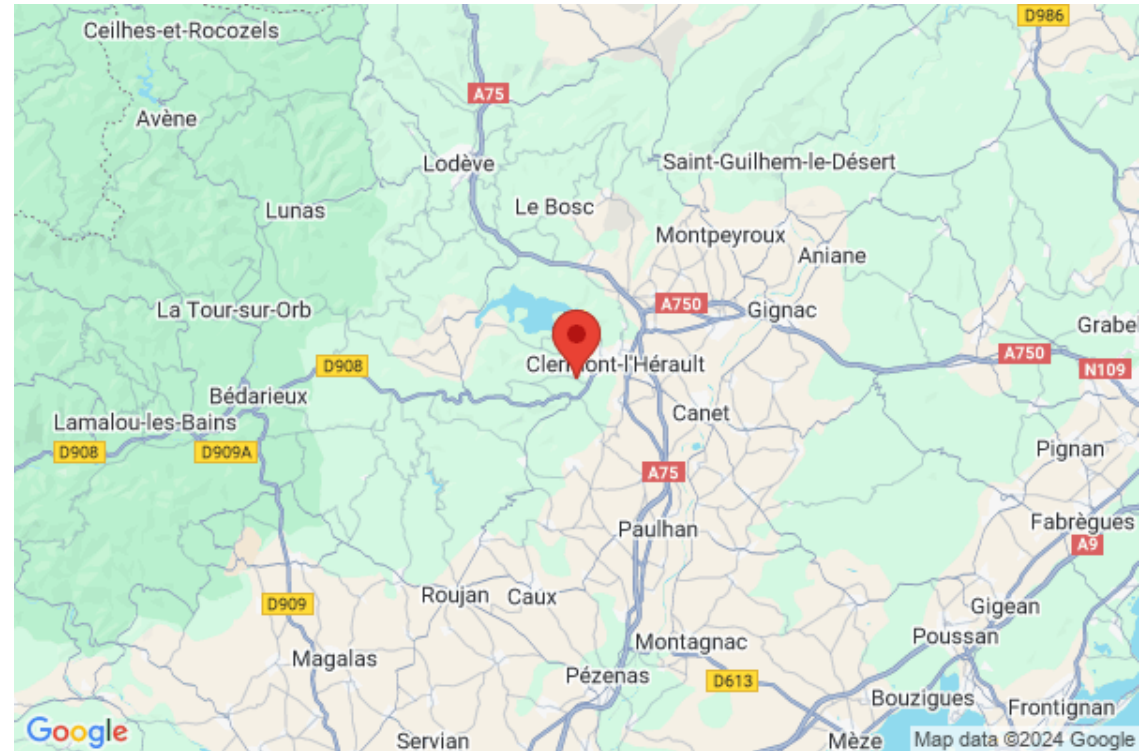 D986
Ceilhes-et-Rocozels
A75
Avène
Lodève
Saint-Guilhem-le-Désert
Le Bosc
Lunas
Montpeyroux
Aniane
La Tour-sur-Orb
A750
Gignac
Grabel
A750
Clermont-l'Hérault
D908
N109
Bédarieux
Canet
Lamalou-les-Bains
D908
D909A
Pignan
A75
Fabrègues
Paulhan
A9
Roujan
Caux
D909
Gigean
Poussan
Montagnac
Magalas
Pézenas
D613
Bouzigues
Frontignan
Google
Servian
Mèze
Map data ©2024 Google